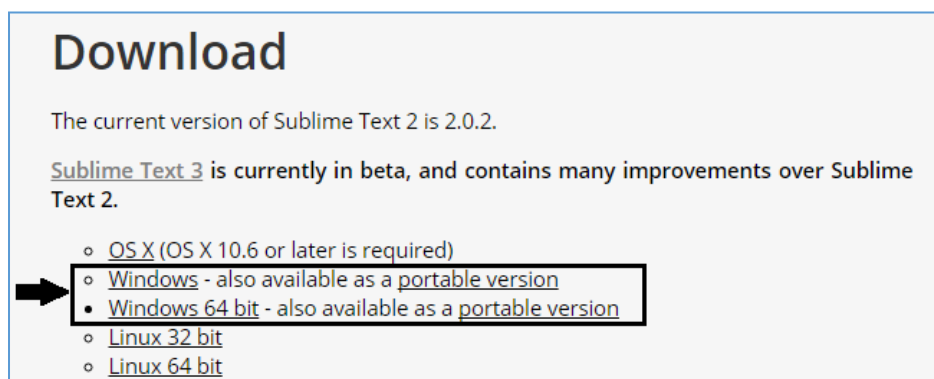 Download
The current version of Sublime Text 2 is 2.0.2.
Sublime Text 3 is currently in beta, and contains many improvements over Sublime
Text 2.
OS X (OS X 10.6 or later is required)
Windows - also available as a portable version
Windows 64 bit - also available as a portable version
Linux 32 bit
Linux 64 bit